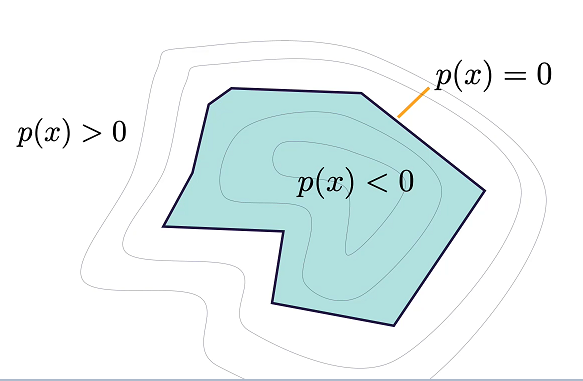 p(x) = 0
p(x) > 0
p(x) < 0